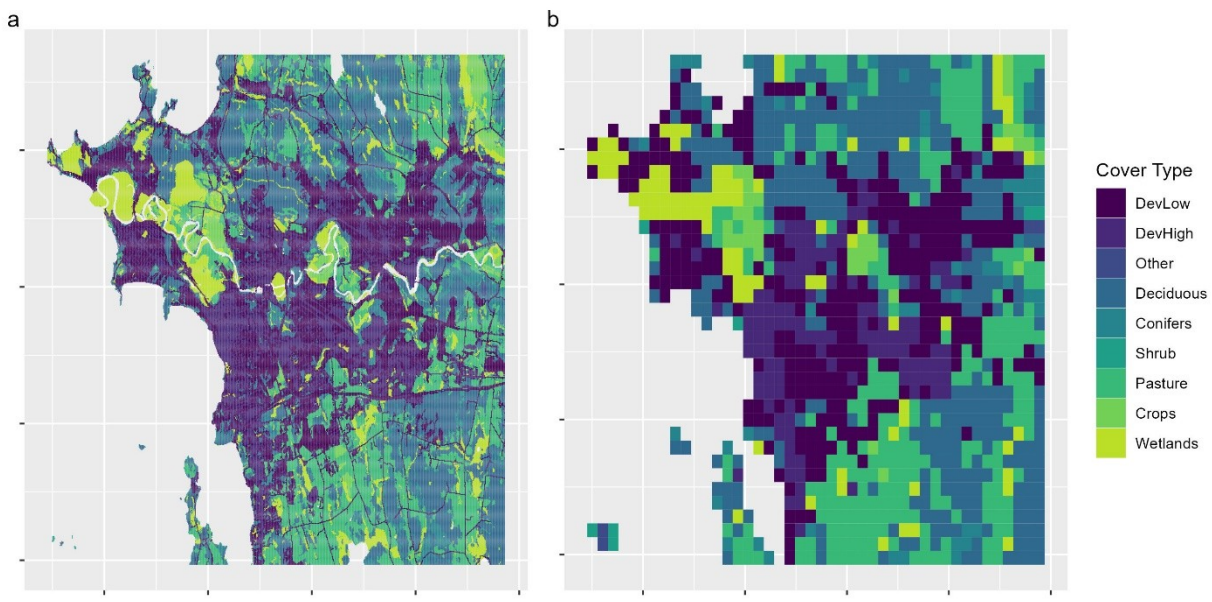 a
b
Cover Type
DevLow
DevHigh
Other
Deciduous
Conifers
Shrub
Pasture
Crops
Wetlands